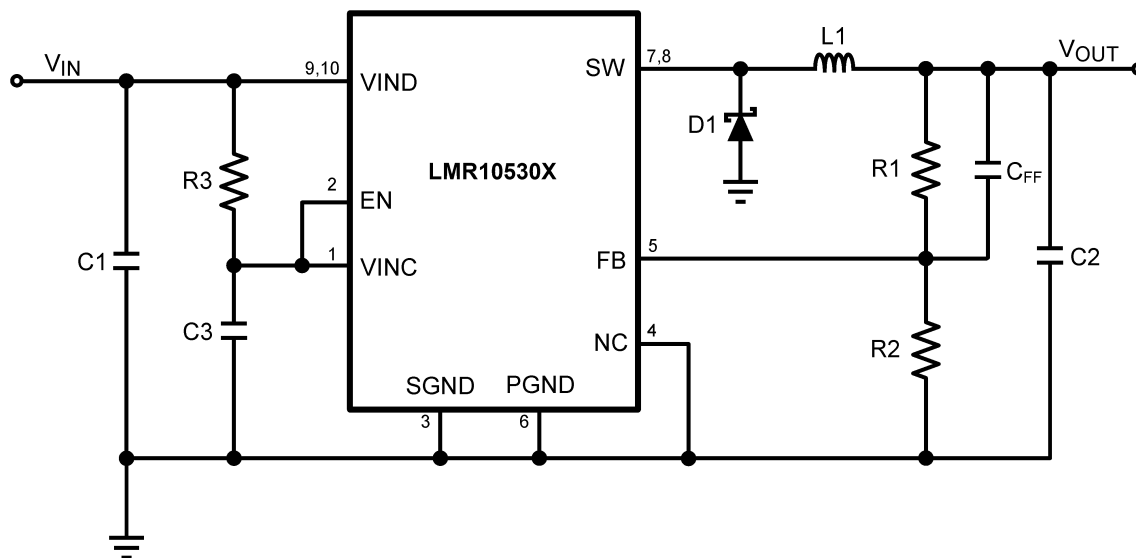 VIN
9,10
VIND
SW
7,8
L1
VOUT
D1
R3
LMR10530X
R1
CFF
2
EN
1
VINC
FB
5
C1
C2
C3
NC
4
R2
SGND
PGND
3
6